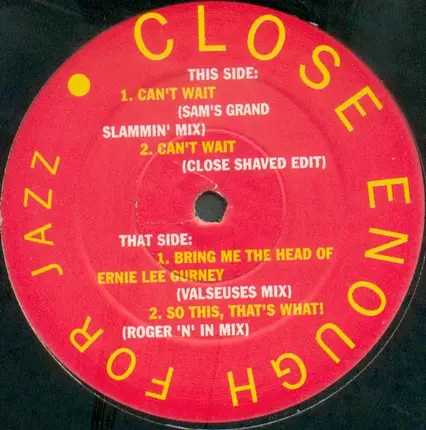 CLOSE ENOUGH FOR JAZZ
THIS SIDE:
1. CAN'T WAIT
(SAM'S GRAND
SLAMMIN' MIX)
2. CAN'T WAIT
(CLOSE SHAVED EDIT)
THAT SIDE:
1. BRING ME THE HEAD OF
ERNIE LEE GURNEY
(VALSEUSES MIX)
2. SO THIS, THAT'S WHAT!
(ROGER 'N' IN MIX)